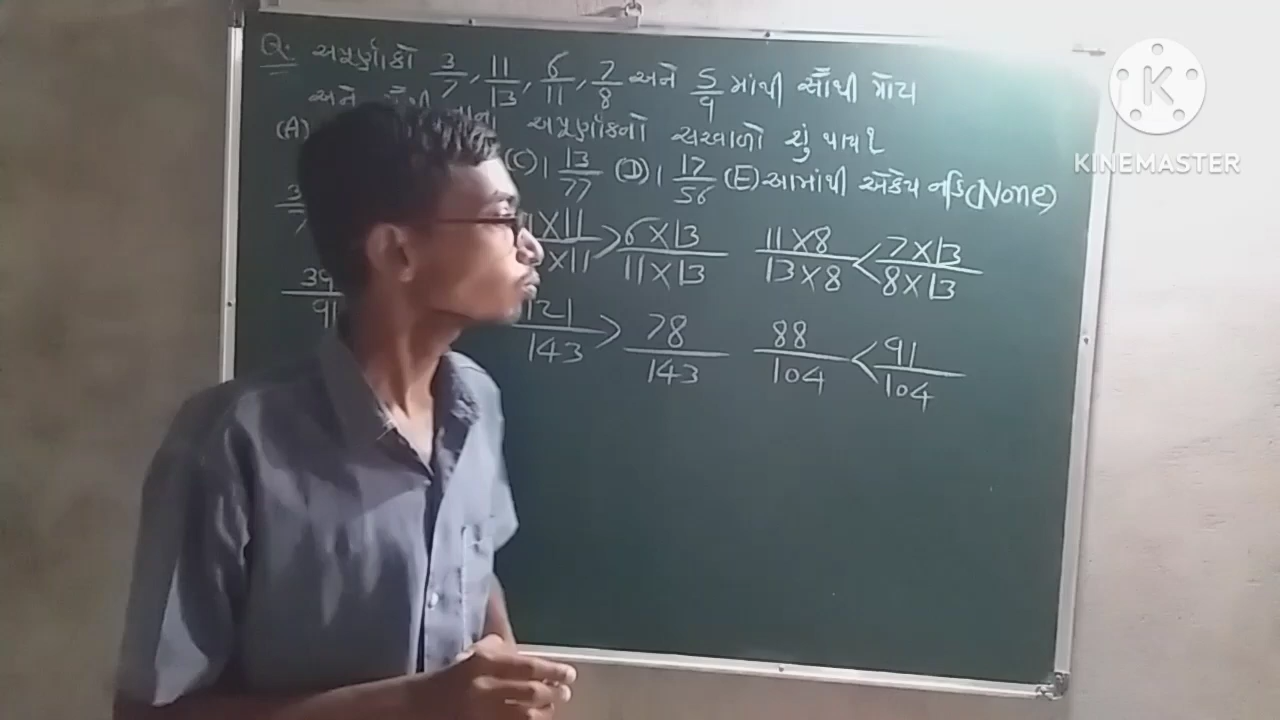 Q. અપૂર્ણાંકો 3/7, 11/13, 6/11, 7/8 અને 5/9 માંથી સૌથી મોટા
અને નાના અપૂર્ણાંકનો સરવાળો શું થાય?
(A) (C) 1 13/77 (D) 1 17/56 (E) આમાંથી એકેય નહિ (None)
1×11 / ×11 > 6×13 / 11×13 11×8 / 13×8 < 7×13 / 8×13
39/91 121/143 > 78/143 88/104 < 91/104
KINEMASTER